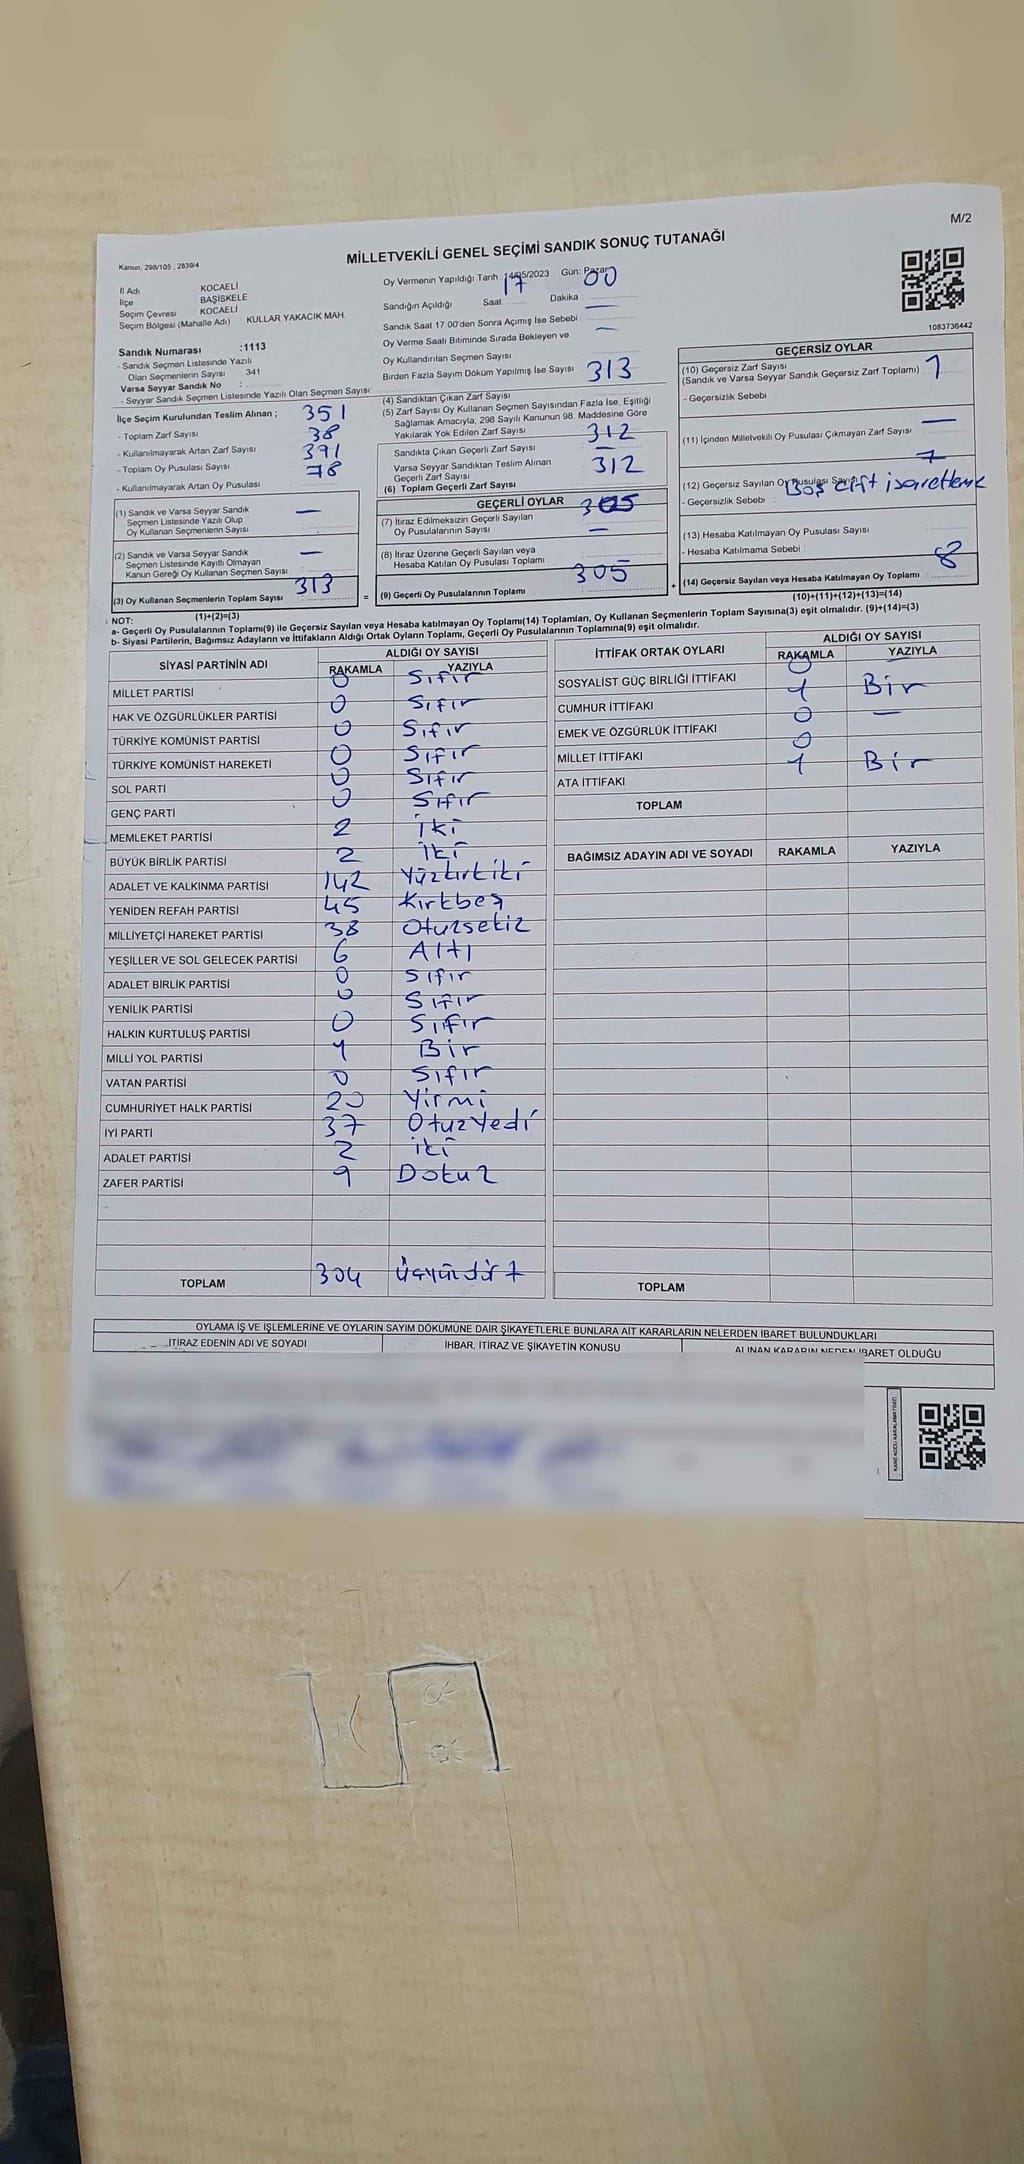 M/2
MİLLETVEKİLİ GENEL SEÇİMİ SANDIK SONUÇ TUTANAĞI
Kanun, 298/105 , 2839/4
İl Adı KOCAELİ
İlçe BAŞİSKELE
Seçim Çevresi KOCAELİ
Seçim Bölgesi (Mahalle Adı) KULLAR YAKACIK MAH.
Sandık Numarası :1113
- Sandık Seçmen Listesinde Yazılı
Olan Seçmenlerin Sayısı : 341
Varsa Seyyar Sandık No :
- Seyyar Sandık Seçmen Listesinde Yazılı Olan Seçmen Sayısı:
İlçe Seçim Kurulundan Teslim Alınan ;
- Toplam Zarf Sayısı 351
- Kullanılmayarak Artan Zarf Sayısı 38
- Toplam Oy Pusulası Sayısı 391
- Kullanılmayarak Artan Oy Pusulası 78
(1) Sandık ve Varsa Seyyar Sandık
Seçmen Listesinde Yazılı Olup
Oy Kullanan Seçmenlerin Sayısı —
(2) Sandık ve Varsa Seyyar Sandık
Seçmen Listesinde Kayıtlı Olmayan
Kanun Gereği Oy Kullanan Seçmen Sayısı —
(3) Oy Kullanan Seçmenlerin Toplam Sayısı 313
(1)+(2)=(3)
Oy Vermenin Yapıldığı Tarih : 14/05/2023 Gün: Pazar
Sandığın Açıldığı Saat 17 Dakika 00
Sandık Saat 17:00'den Sonra Açımış İse Sebebi : —
Oy Verme Saati Bitiminde Sırada Bekleyen ve
Oy Kullandırılan Seçmen Sayısı —
Birden Fazla Sayım Döküm Yapılmış İse Sayısı
(4) Sandıktan Çıkan Zarf Sayısı 313
(5) Zarf Sayısı Oy Kullanan Seçmen Sayısından Fazla İse, Eşitliği
Sağlamak Amacıyla, 298 Sayılı Kanunun 98. Maddesine Göre
Yakılarak Yok Edilen Zarf Sayısı
Sandıkta Çıkan Geçerli Zarf Sayısı 312
Varsa Seyyar Sandıktan Teslim Alınan
Geçerli Zarf Sayısı —
(6) Toplam Geçerli Zarf Sayısı 312
GEÇERLİ OYLAR
(7) İtiraz Edilmeksizin Geçerli Sayılan
Oy Pusulalarının Sayısı 305
(8) İtiraz Üzerine Geçerli Sayılan veya
Hesaba Katılan Oy Pusulası Toplamı —
(9) Geçerli Oy Pusulalarının Toplamı 305
1083736442
GEÇERSİZ OYLAR
(10) Geçersiz Zarf Sayısı
(Sandık ve Varsa Seyyar Sandık Geçersiz Zarf Toplamı) 1
- Geçersizlik Sebebi :
(11) İçinden Milletvekili Oy Pusulası Çıkmayan Zarf Sayısı —
(12) Geçersiz Sayılan Oy Pusulası Sayısı 7
- Geçersizlik Sebebi : Boş çift işaretleme
(13) Hesaba Katılmayan Oy Pusulası Sayısı
- Hesaba Katılmama Sebebi :
(14) Geçersiz Sayılan veya Hesaba Katılmayan Oy Toplamı 8
(10)+(11)+(12)+(13)=(14)
NOT:
a- Geçerli Oy Pusulalarının Toplamı(9) ile Geçersiz Sayılan veya Hesaba katılmayan Oy Toplamı(14) Toplamları, Oy Kullanan Seçmenlerin Toplam Sayısına(3) eşit olmalıdır. (9)+(14)=(3)
b- Siyasi Partilerin, Bağımsız Adayların ve İttifakların Aldığı Ortak Oyların Toplamı, Geçerli Oy Pusulalarının Toplamına(9) eşit olmalıdır.
SİYASİ PARTİNİN ADI ALDIĞI OY SAYISI
RAKAMLA YAZIYLA
MİLLET PARTİSİ 0 Sıfır
HAK VE ÖZGÜRLÜKLER PARTİSİ 0 Sıfır
TÜRKİYE KOMÜNİST PARTİSİ 0 Sıfır
TÜRKİYE KOMÜNİST HAREKETİ 0 Sıfır
SOL PARTİ 0 Sıfır
GENÇ PARTİ 0 Sıfır
MEMLEKET PARTİSİ 2 İki
BÜYÜK BİRLİK PARTİSİ 2 İki
ADALET VE KALKINMA PARTİSİ 142 Yüzkırkiki
YENİDEN REFAH PARTİSİ 45 Kırkbeş
MİLLİYETÇİ HAREKET PARTİSİ 38 Otuzsekiz
YEŞİLLER VE SOL GELECEK PARTİSİ 6 Altı
ADALET BİRLİK PARTİSİ 0 Sıfır
YENİLİK PARTİSİ 0 Sıfır
HALKIN KURTULUŞ PARTİSİ 0 Sıfır
MİLLİ YOL PARTİSİ 1 Bir
VATAN PARTİSİ 0 Sıfır
CUMHURİYET HALK PARTİSİ 20 Yirmi
İYİ PARTİ 37 Otuzyedi
ADALET PARTİSİ 2 iki
ZAFER PARTİSİ 9 Dokuz
TOPLAM 304 üçyüzdört
İTTİFAK ORTAK OYLARI ALDIĞI OY SAYISI
RAKAMLA YAZIYLA
SOSYALİST GÜÇ BİRLİĞİ İTTİFAKI 0 —
CUMHUR İTTİFAKI 1 Bir
EMEK VE ÖZGÜRLÜK İTTİFAKI 0 —
MİLLET İTTİFAKI 0
ATA İTTİFAKI 1 Bir
TOPLAM
BAĞIMSIZ ADAYIN ADI VE SOYADI RAKAMLA YAZIYLA
TOPLAM
OYLAMA İŞ VE İŞLEMLERİNE VE OYLARIN SAYIM DÖKÜMÜNE DAİR ŞİKAYETLERLE BUNLARA AİT KARARLARIN NELERDEN İBARET BULUNDUKLARI
İTİRAZ EDENİN ADI VE SOYADI İHBAR, İTİRAZ VE ŞİKAYETİN KONUSU ALINAN KARARIN NEDEN İBARET OLDUĞU